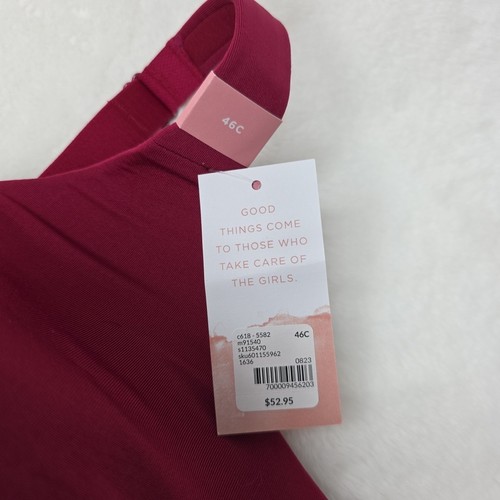 46C
GOOD
THINGS COME
TO THOSE WHO
TAKE CARE OF
THE GIRLS.
c618 - 5582 46C
m91540
s1135470
sku601155962
1636 0823
700009456203
$52.95